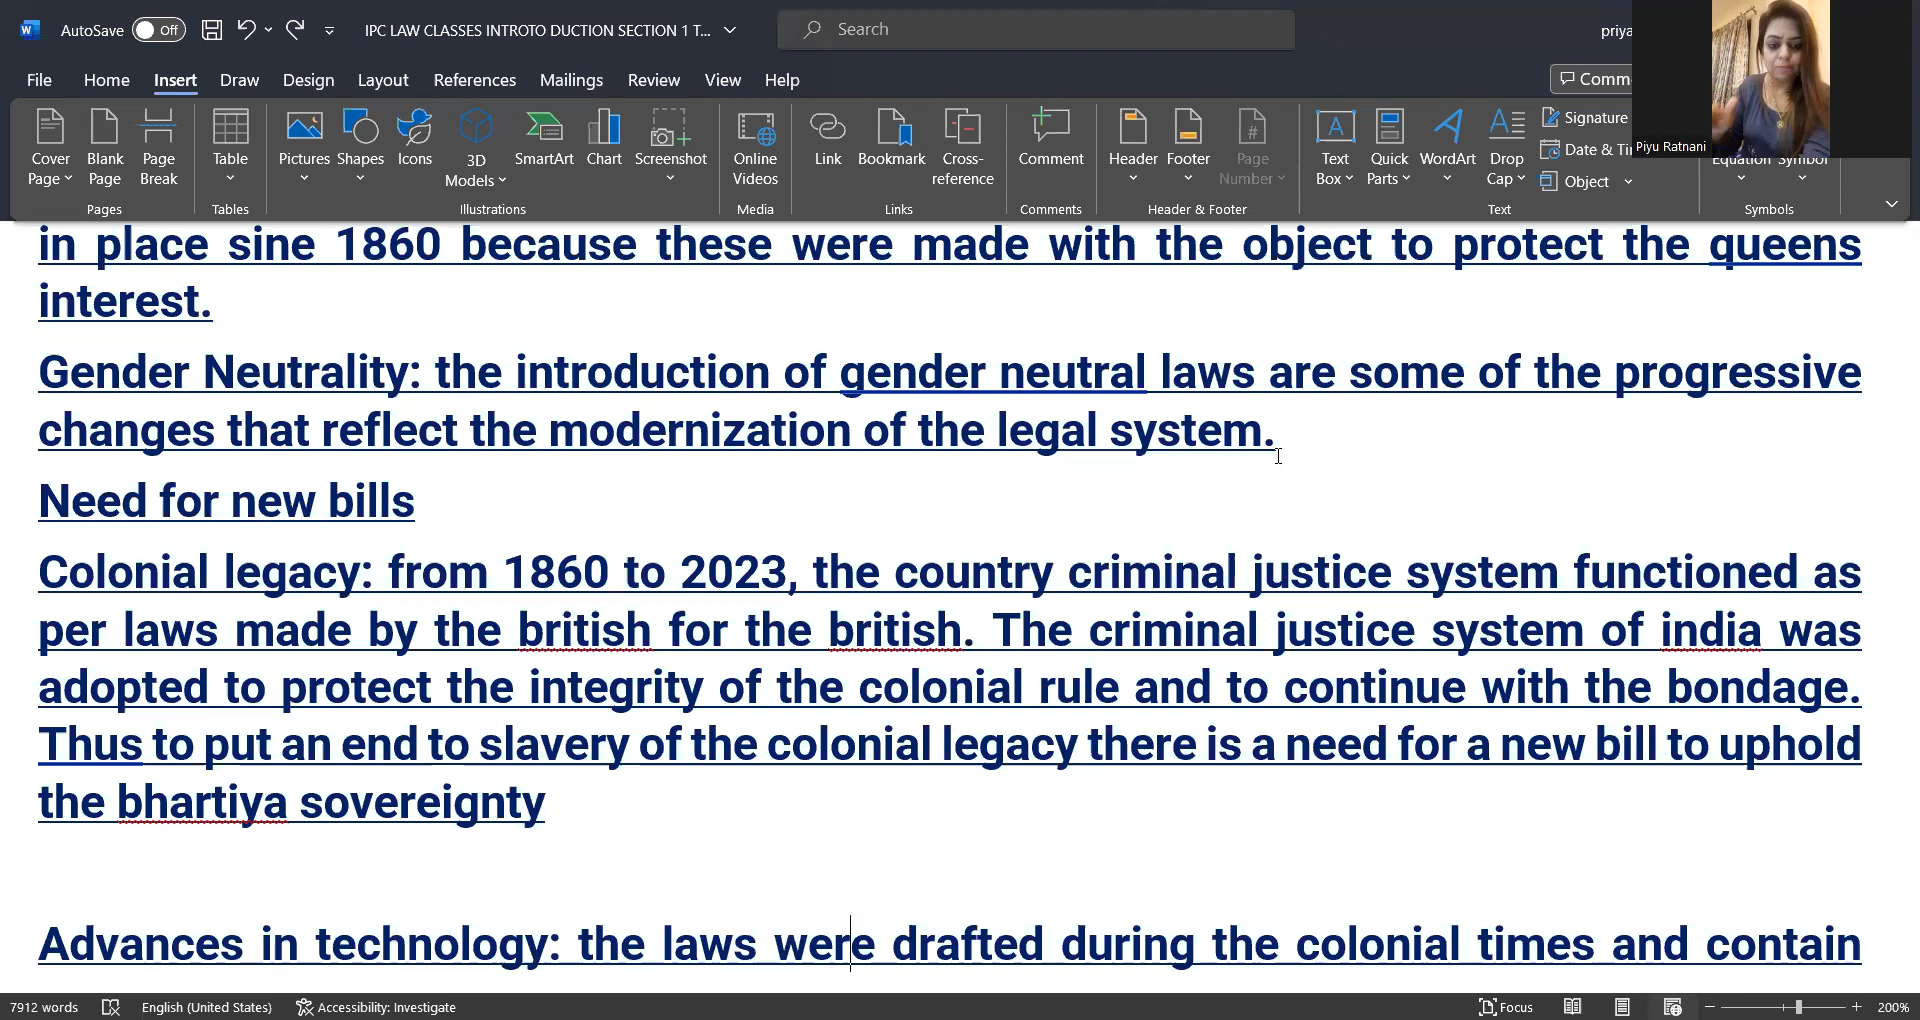 AutoSave Off IPC LAW CLASSES INTROTO DUCTION SECTION 1 T... Search priya
File Home Insert Draw Design Layout References Mailings Review View Help Comm
Cover Page Blank Page Page Break Table Pictures Shapes Icons 3D Models SmartArt Chart Screenshot Online Videos Link Bookmark Cross-reference Comment Header Footer Page Number Text Box Quick Parts WordArt Drop Cap Signature Date & Ti Object Equation Symbol
Piyu Ratnani
Pages Tables Illustrations Media Links Comments Header & Footer Text Symbols
in place sine 1860 because these were made with the object to protect the queens
interest.
Gender Neutrality: the introduction of gender neutral laws are some of the progressive
changes that reflect the modernization of the legal system.
Need for new bills
Colonial legacy: from 1860 to 2023, the country criminal justice system functioned as
per laws made by the british for the british. The criminal justice system of india was
adopted to protect the integrity of the colonial rule and to continue with the bondage.
Thus to put an end to slavery of the colonial legacy there is a need for a new bill to uphold
the bhartiya sovereignty
Advances in technology: the laws were drafted during the colonial times and contain
7912 words English (United States) Accessibility: Investigate Focus 200%